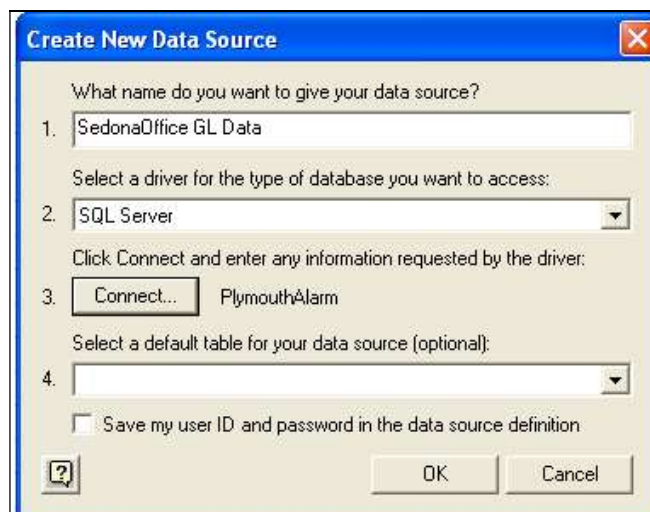 Create New Data Source
What name do you want to give your data source?
1. SedonaOffice GL Data
Select a driver for the type of database you want to access:
2. SQL Server
Click Connect and enter any information requested by the driver:
3. Connect... PlymouthAlarm
Select a default table for your data source (optional):
4.
Save my user ID and password in the data source definition
? OK Cancel